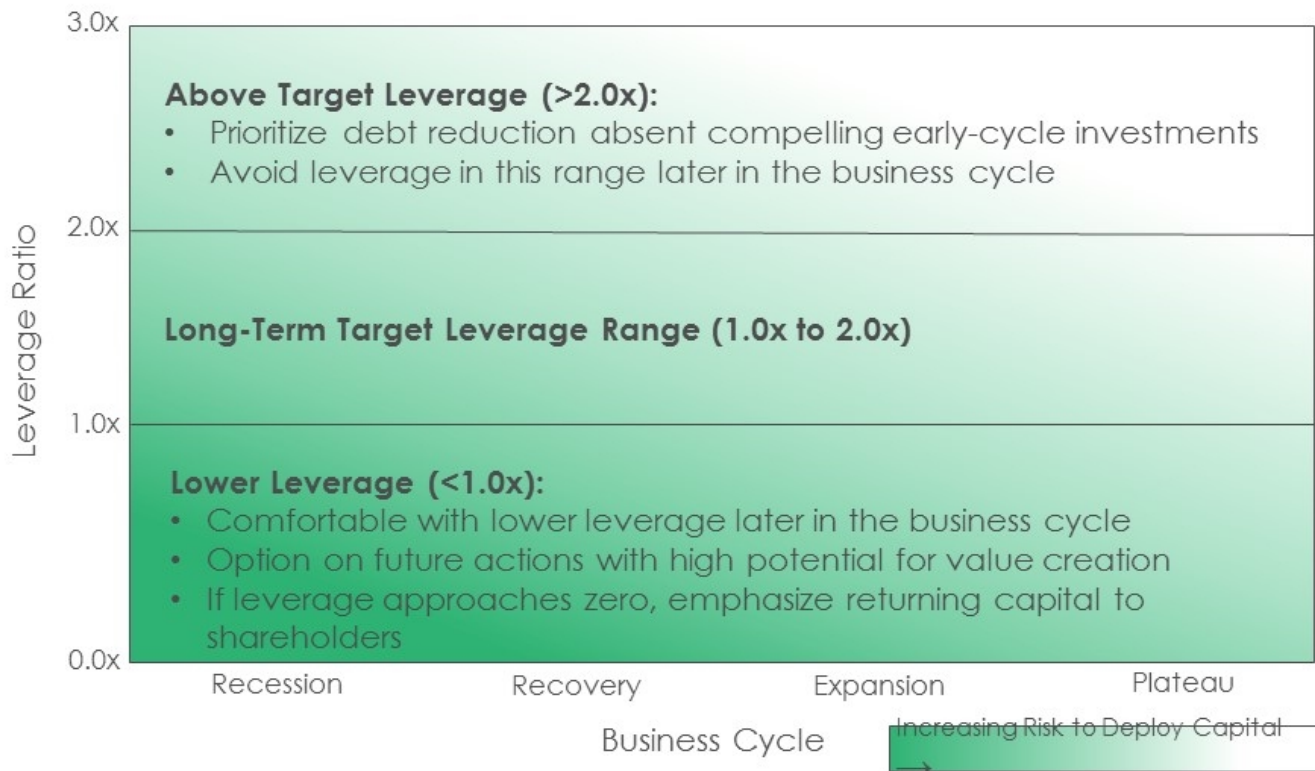 3.0x
Above Target Leverage (>2.0x):
• Prioritize debt reduction absent compelling early-cycle investments
• Avoid leverage in this range later in the business cycle
2.0x
Leverage Ratio
Long-Term Target Leverage Range (1.0x to 2.0x)
1.0x
Lower Leverage (<1.0x):
• Comfortable with lower leverage later in the business cycle
• Option on future actions with high potential for value creation
• If leverage approaches zero, emphasize returning capital to
shareholders
0.0x
Recession Recovery Expansion Plateau
Business Cycle
Increasing Risk to Deploy Capital
→